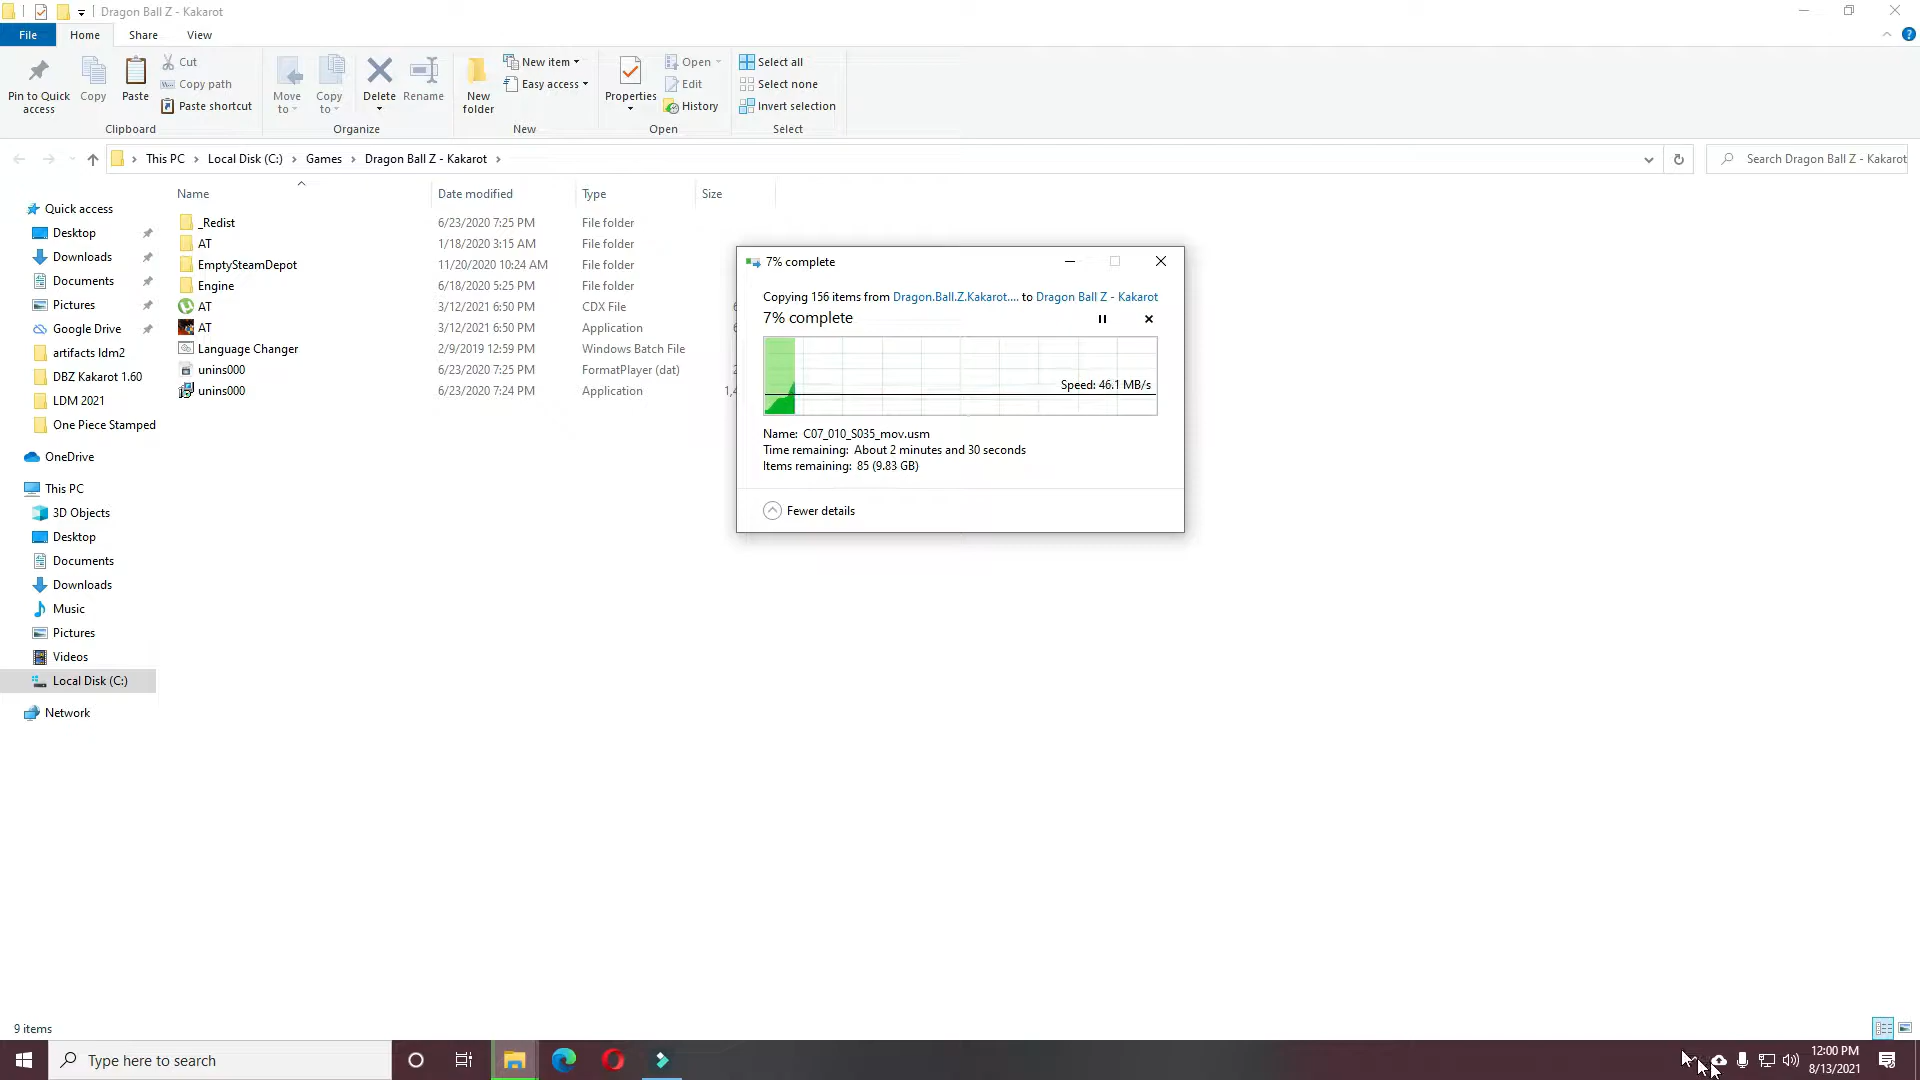 Dragon Ball Z - Kakarot
File Home Share View
Pin to Quick access
Copy
Paste
Cut
Copy path
Paste shortcut
Clipboard
Move to
Copy to
Delete
Rename
Organize
New folder
New item
Easy access
New
Properties
Open
Edit
History
Open
Select all
Select none
Invert selection
Select
This PC Local Disk (C:) Games Dragon Ball Z - Kakarot
Search Dragon Ball Z - Kakarot
Quick access
Desktop
Downloads
Documents
Pictures
Google Drive
artifacts ldm2
DBZ Kakarot 1.60
LDM 2021
One Piece Stamped
OneDrive
This PC
3D Objects
Desktop
Documents
Downloads
Music
Pictures
Videos
Local Disk (C:)
Network
Name Date modified Type Size
_Redist 6/23/2020 7:25 PM File folder
AT 1/18/2020 3:15 AM File folder
EmptySteamDepot 11/20/2020 10:24 AM File folder
Engine 6/18/2020 5:25 PM File folder
AT 3/12/2021 6:50 PM CDX File
AT 3/12/2021 6:50 PM Application
Language Changer 2/9/2019 12:59 PM Windows Batch File
unins000 6/23/2020 7:25 PM FormatPlayer (dat)
unins000 6/23/2020 7:24 PM Application
7% complete
Copying 156 items from Dragon.Ball.Z.Kakarot.... to Dragon Ball Z - Kakarot
7% complete
Speed: 46.1 MB/s
Name: C07_010_S035_mov.usm
Time remaining: About 2 minutes and 30 seconds
Items remaining: 85 (9.83 GB)
Fewer details
9 items
Type here to search
12:00 PM
8/13/2021